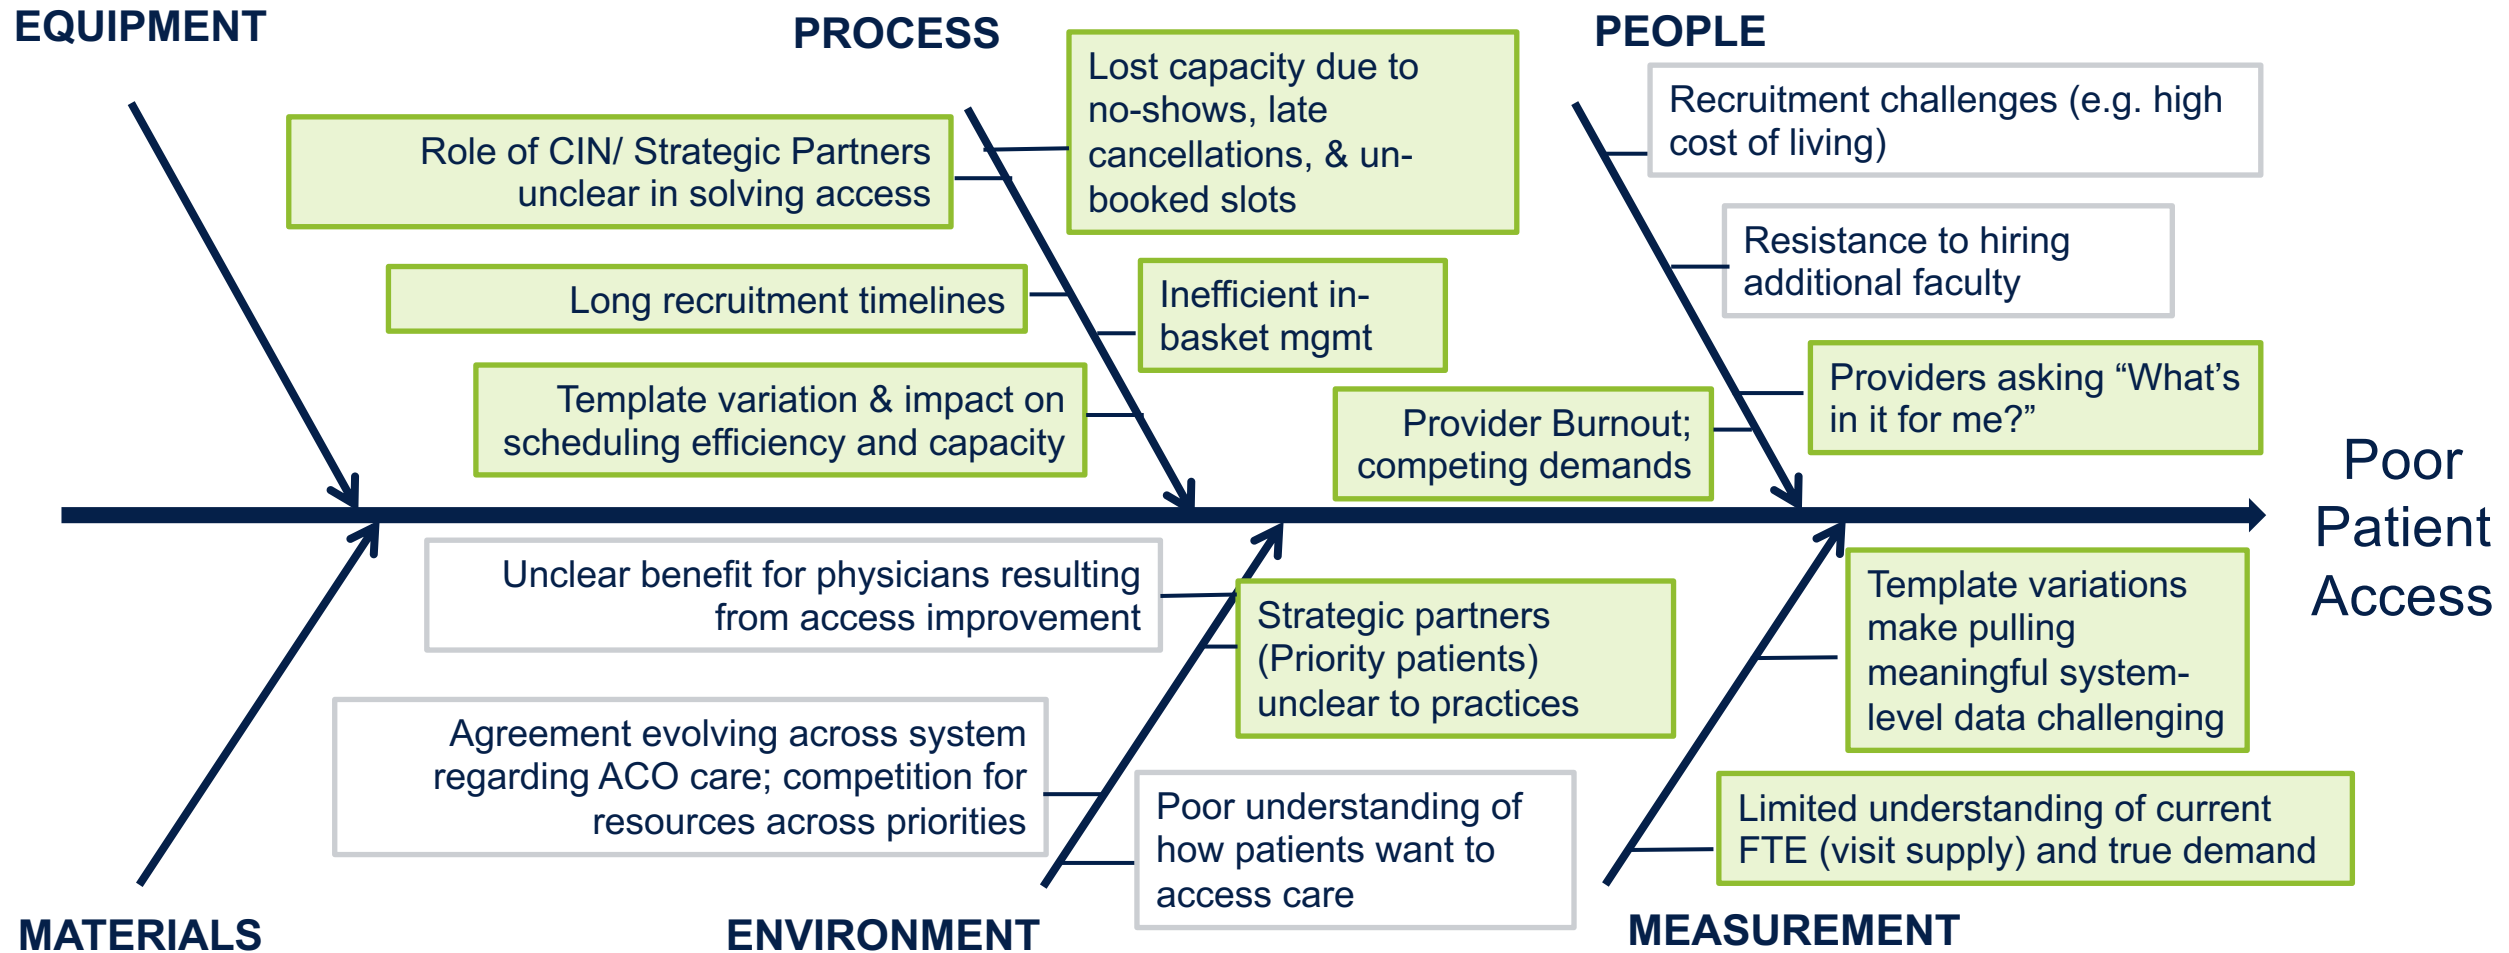 EQUIPMENT
PROCESS
PEOPLE
Role of CIN/ Strategic Partners
unclear in solving access
Long recruitment timelines
Template variation & impact on
scheduling efficiency and capacity
Lost capacity due to
no-shows, late
cancellations, & un-
booked slots
Inefficient in-
basket mgmt
Recruitment challenges (e.g. high
cost of living)
Resistance to hiring
additional faculty
Provider Burnout;
competing demands
Providers asking “What’s
in it for me?”
Poor
Patient
Access
Unclear benefit for physicians resulting
from access improvement
Agreement evolving across system
regarding ACO care; competition for
resources across priorities
Strategic partners
(Priority patients)
unclear to practices
Poor understanding of
how patients want to
access care
Template variations
make pulling
meaningful system-
level data challenging
Limited understanding of current
FTE (visit supply) and true demand
MATERIALS
ENVIRONMENT
MEASUREMENT